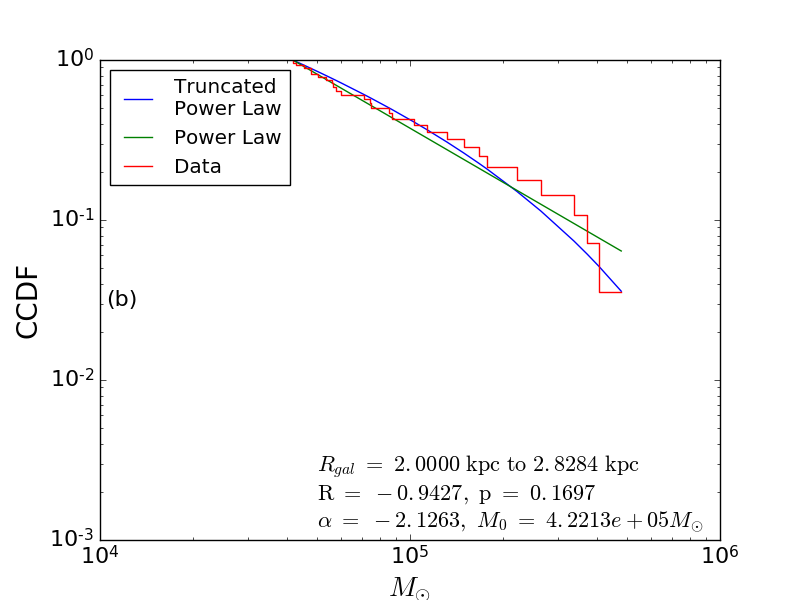 10^0
Truncated
Power Law
Power Law
Data
10^-1
CCDF
(b)
10^-2
R_gal = 2.0000 kpc to 2.8284 kpc
R = −0.9427, p = 0.1697
α = −2.1263, M_0 = 4.2213e+05M_⊙
10^-3
10^4 10^5 10^6
M_⊙